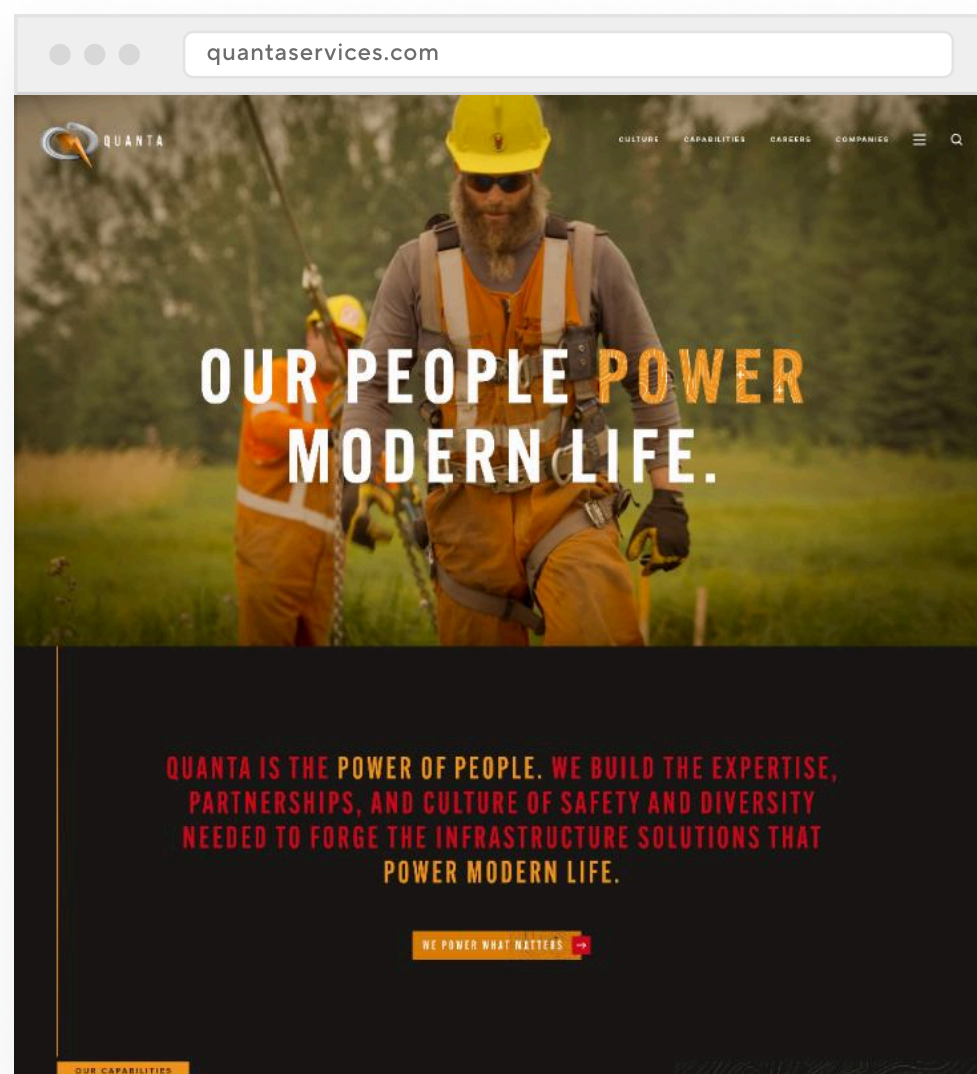 quantaservices.com
QUANTA
CULTURE CAPABILITIES CAREERS COMPANIES
OUR PEOPLE POWER
MODERN LIFE.
QUANTA IS THE POWER OF PEOPLE. WE BUILD THE EXPERTISE,
PARTNERSHIPS, AND CULTURE OF SAFETY AND DIVERSITY
NEEDED TO FORGE THE INFRASTRUCTURE SOLUTIONS THAT
POWER MODERN LIFE.
WE POWER WHAT MATTERS →
OUR CAPABILITIES